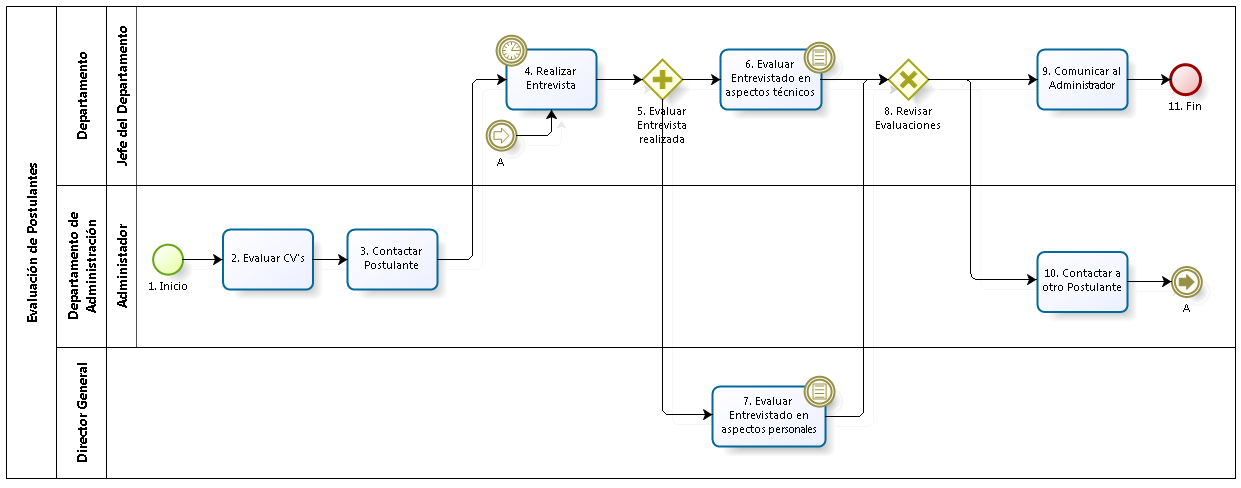 Evaluación de Postulantes
Departamento
Jefe del Departamento
4. Realizar
Entrevista
A
5. Evaluar
Entrevista
realizada
6. Evaluar
Entrevistado en
aspectos técnicos
8. Revisar
Evaluaciones
9. Comunicar al
Administrador
11. Fin
Departamento de
Administración
Administador
1. Inicio
2. Evaluar CV's
3. Contactar
Postulante
10. Contactar a
otro Postulante
A
Director General
7. Evaluar
Entrevistado en
aspectos personales